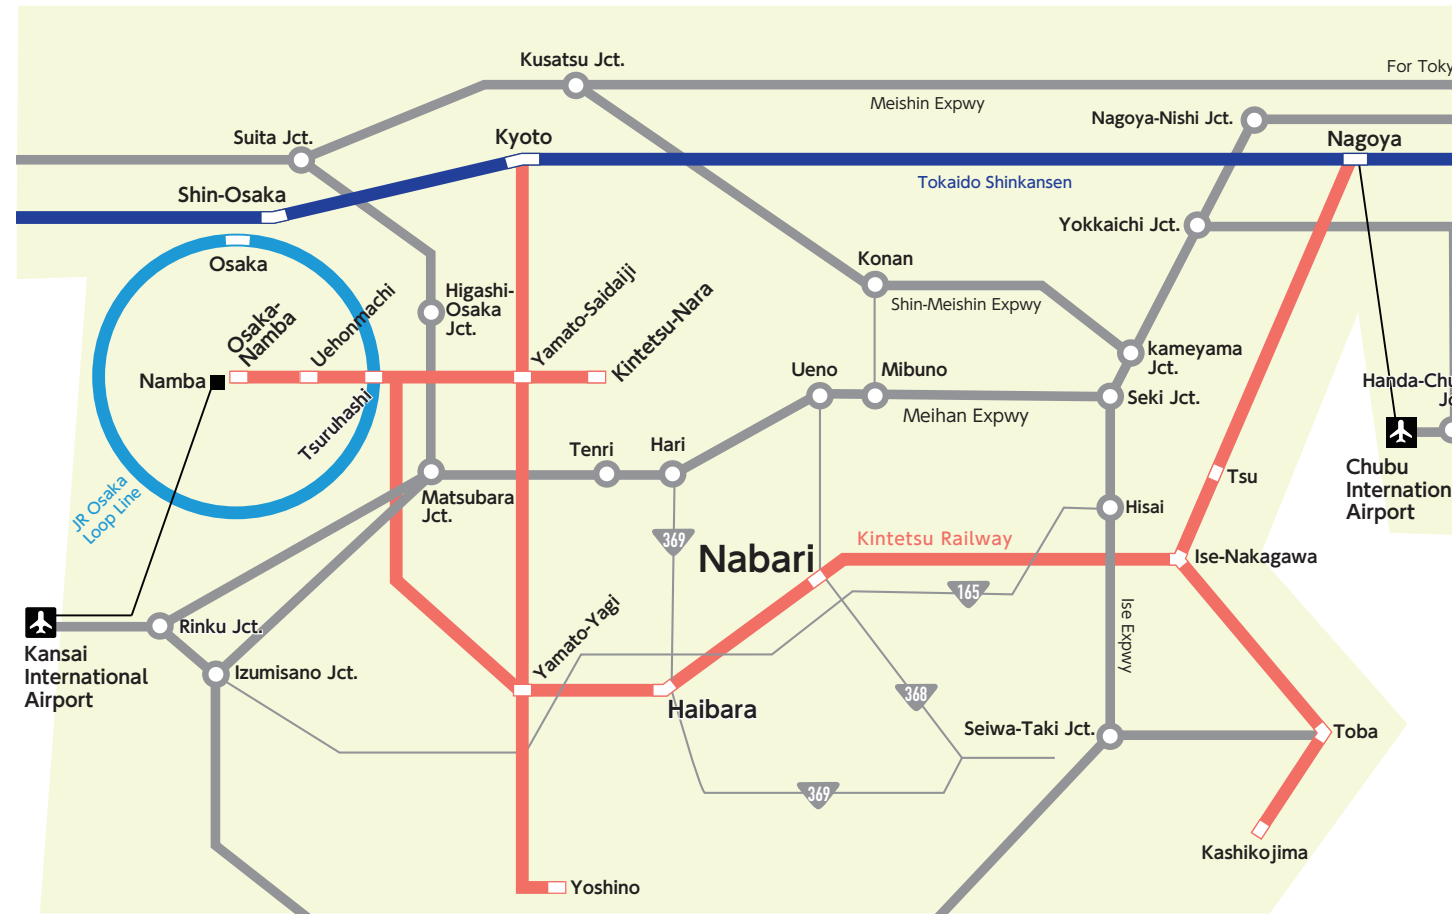 Kusatsu Jct.
For Toky
Meishin Expwy
Nagoya-Nishi Jct.
Suita Jct.
Kyoto
Nagoya
Tokaido Shinkansen
Shin-Osaka
Yokkaichi Jct.
Osaka
Konan
Higashi-
Osaka
Jct.
Shin-Meishin Expwy
Osaka-
Namba
Uehonmachi
Yamato-Saidaiji
Kintetsu-Nara
kameyama
Jct.
Namba
Ueno
Mibuno
Handa-Chu
Jc
Seki Jct.
Meihan Expwy
Tsuruhashi
Tenri
Hari
Matsubara
Jct.
JR Osaka
Loop Line
Tsu
Chubu
Internation
Airport
Hisai
369
Nabari
Kintetsu Railway
Ise-Nakagawa
165
Ise Expwy
Rinku Jct.
Yamato-Yagi
Kansai
International
Airport
Izumisano Jct.
368
Haibara
Seiwa-Taki Jct.
Toba
369
Kashikojima
Yoshino